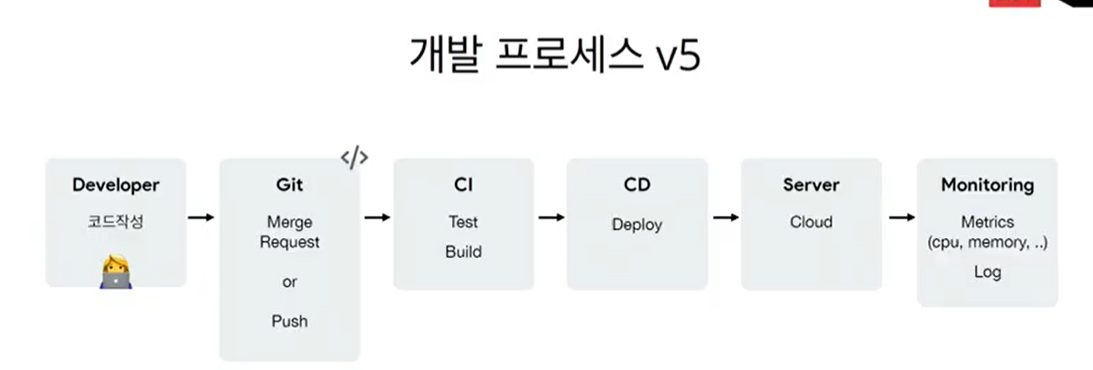 개발 프로세스 v5
Developer
코드작성
</>
Git
Merge
Request
or
Push
CI
Test
Build
CD
Deploy
Server
Cloud
Monitoring
Metrics
(cpu, memory, ..)
Log